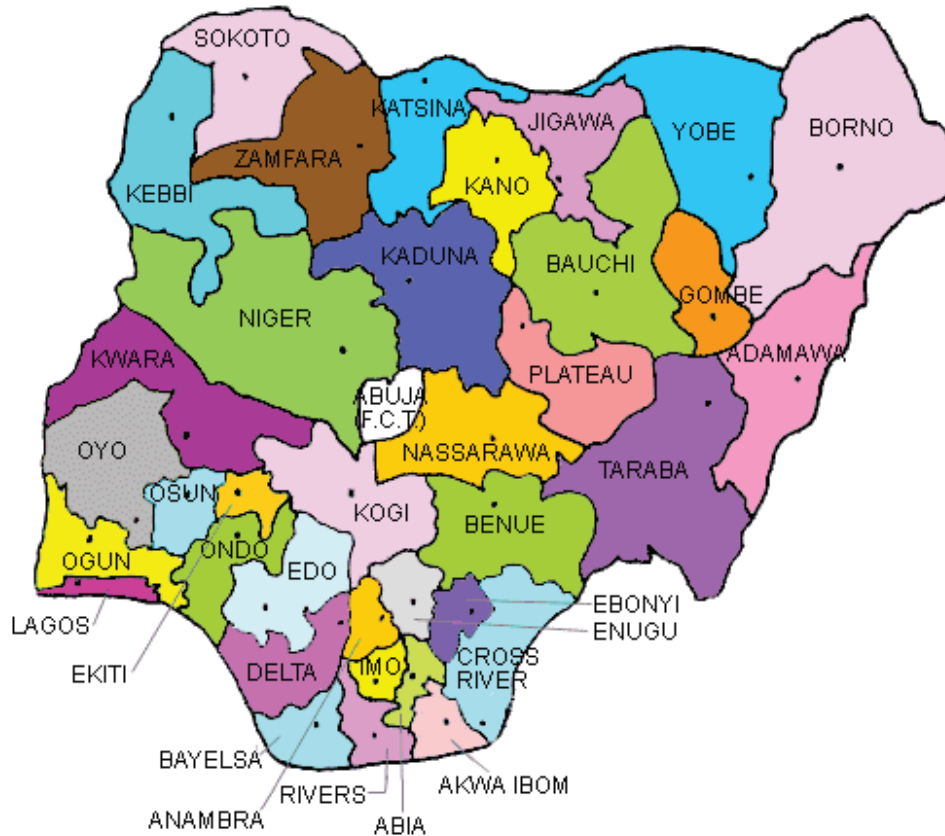 SOKOTO
KATSINA
JIGAWA
YOBE
BORNO
ZAMFARA
KANO
KEBBI
KADUNA
BAUCHI
NIGER
GOMBE
KWARA
ADAMAWA
PLATEAU
ABUJA
(F.C.T.)
OYO
NASSARAWA
TARABA
OSUN
KOGI
BENUE
ONDO
OGUN
EDO
EBONYI
LAGOS
ENUGU
EKITI
DELTA
IMO
CROSS
RIVER
BAYELSA
RIVERS
AKWA IBOM
ANAMBRA
ABIA